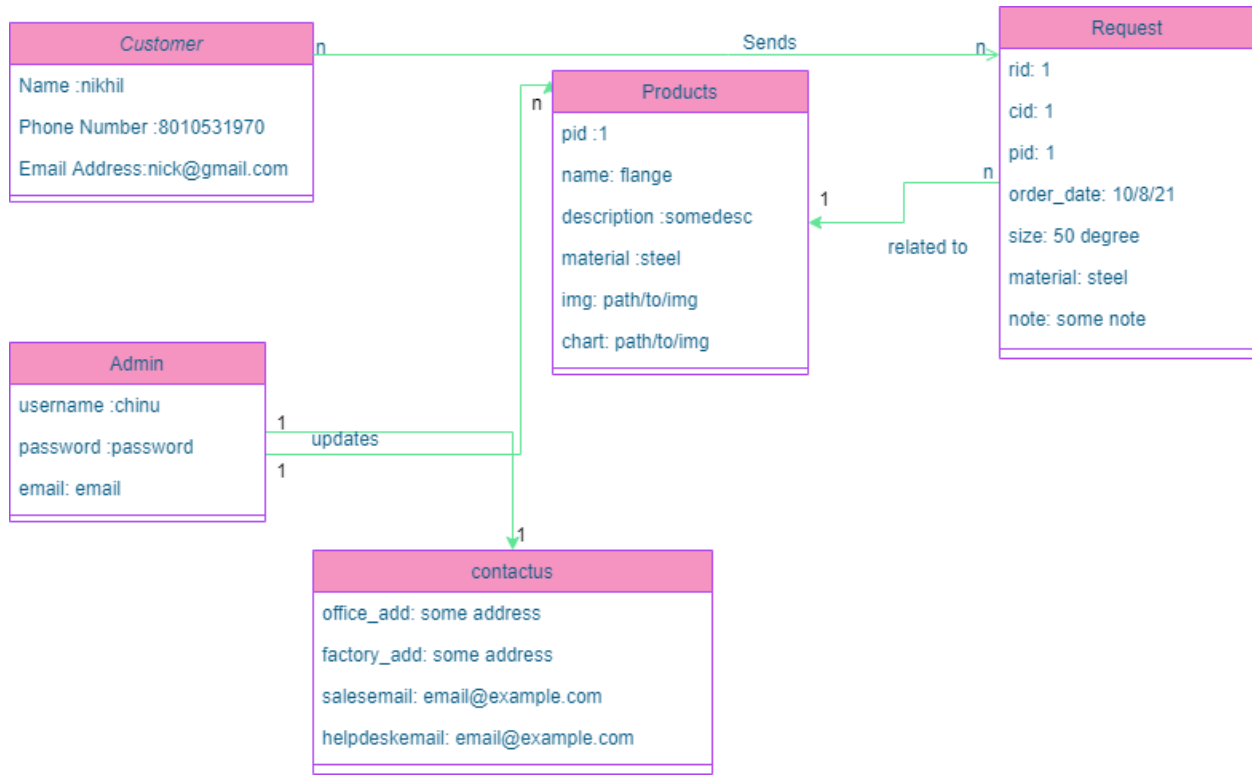 Customer
Name :nikhil
Phone Number :8010531970
Email Address:nick@gmail.com
n
Sends
n
Request
rid: 1
cid: 1
pid: 1
order_date: 10/8/21
size: 50 degree
material: steel
note: some note
n
Products
pid :1
name: flange
description :somedesc
material :steel
img: path/to/img
chart: path/to/img
1
n
related to
Admin
username :chinu
password :password
email: email
1
updates
1
1
contactus
office_add: some address
factory_add: some address
salesemail: email@example.com
helpdeskemail: email@example.com